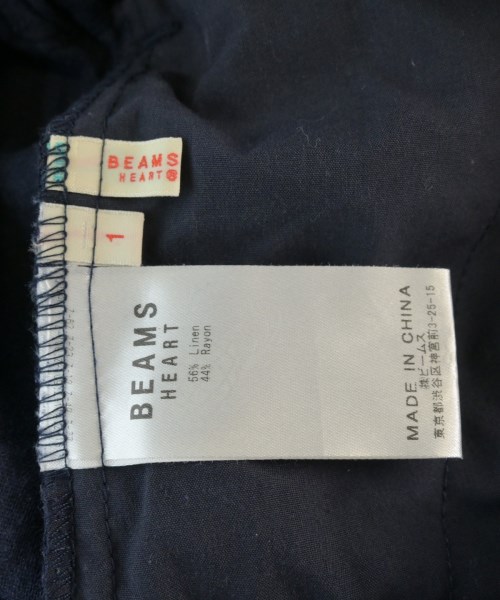 BEAMS
HEART®
1
BEAMS
HEART
56% Linen
44% Rayon
MADE IN CHINA
㈱ビームス
東京都渋谷区神宮前3-25-15